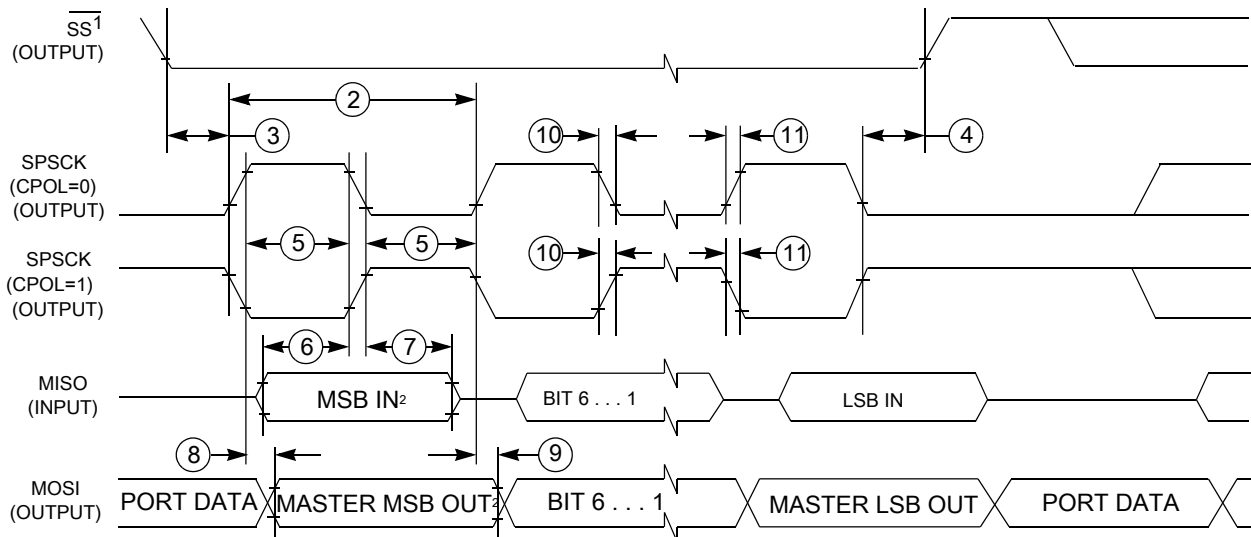 SS1
(OUTPUT)
2
3
10
11
4
SPSCK
(CPOL=0)
(OUTPUT)
5
5
SPSCK
(CPOL=1)
(OUTPUT)
10
11
6
7
MISO
(INPUT)
MSB IN2
BIT 6 . . . 1
LSB IN
8
9
MOSI
(OUTPUT)
PORT DATA
MASTER MSB OUT2
BIT 6 . . . 1
MASTER LSB OUT
PORT DATA